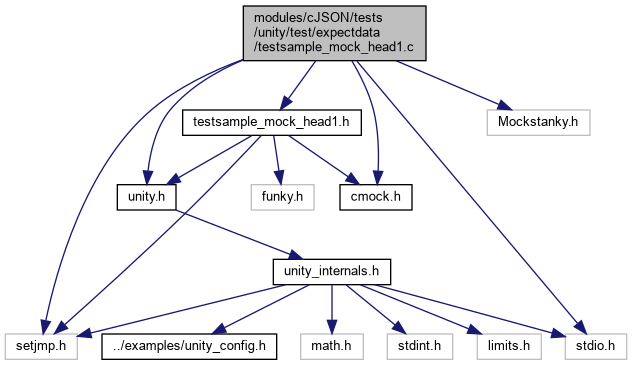 modules/cJSON/tests
/unity/test/expectdata
/testsample_mock_head1.c
testsample_mock_head1.h
Mockstanky.h
unity.h
funky.h
cmock.h
unity_internals.h
setjmp.h
../examples/unity_config.h
math.h
stdint.h
limits.h
stdio.h